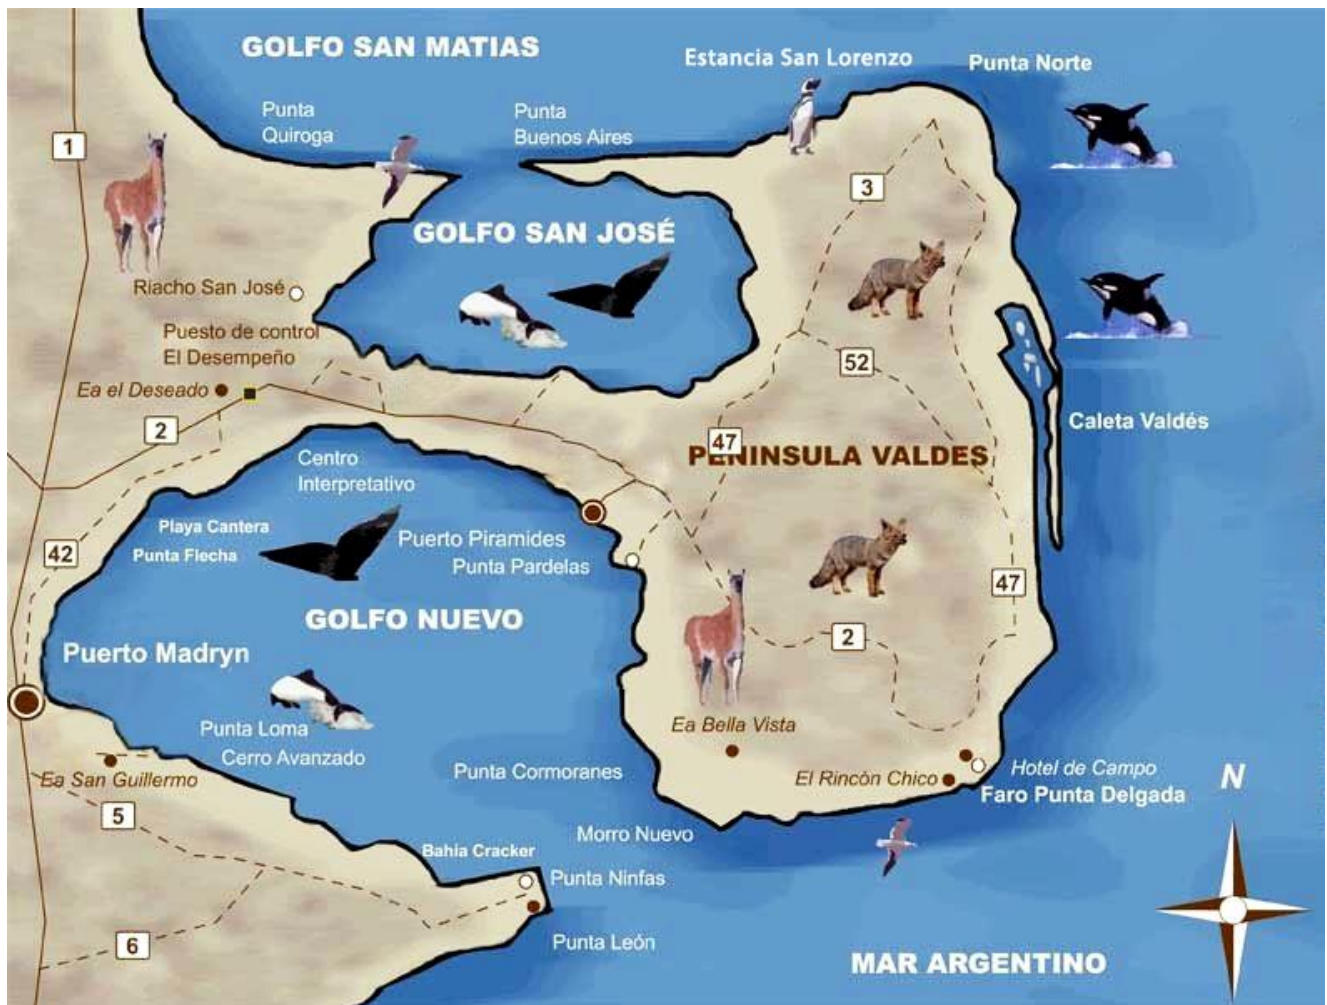 GOLFO SAN MATIAS
Estancia San Lorenzo
Punta Norte
Punta
Quiroga
Punta
Buenos Aires
1
3
GOLFO SAN JOSÉ
Riacho San José
Puesto de control
El Desempeño
52
Ea el Deseado
2
Caleta Valdés
47
PENINSULA VALDES
Centro
Interpretativo
Playa Cantera
Punta Flecha
42
Puerto Piramides
Punta Pardelas
47
GOLFO NUEVO
2
Puerto Madryn
Punta Loma
Cerro Avanzado
Ea Bella Vista
Punta Cormoranes
Ea San Guillermo
El Rincón Chico
Hotel de Campo
Faro Punta Delgada
N
5
Morro Nuevo
Bahía Cracker
Punta Ninfas
6
Punta León
MAR ARGENTINO